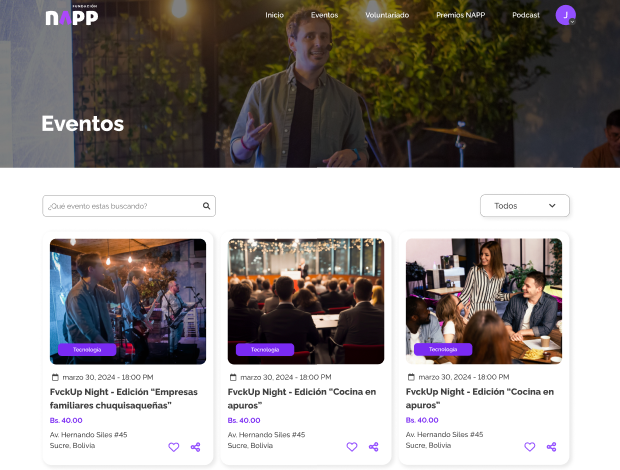 FUNDACIÓN
NAPP
Inicio Eventos Voluntariado Premios NAPP Podcast J
Eventos
¿Qué evento estas buscando? Todos
Tecnología Tecnología Tecnología
marzo 30, 2024 - 18:00 PM marzo 30, 2024 - 18:00 PM marzo 30, 2024 - 18:00 PM
FvckUp Night - Edición "Empresas FvckUp Night - Edición "Cocina en FvckUp Night - Edición "Cocina en
familiares chuquisaqueñas" apuros" apuros"
Bs. 40.00 Bs. 40.00 Bs. 40.00
Av. Hernando Siles #45 Av. Hernando Siles #45 Av. Hernando Siles #45
Sucre, Bolivia Sucre, Bolivia Sucre, Bolivia